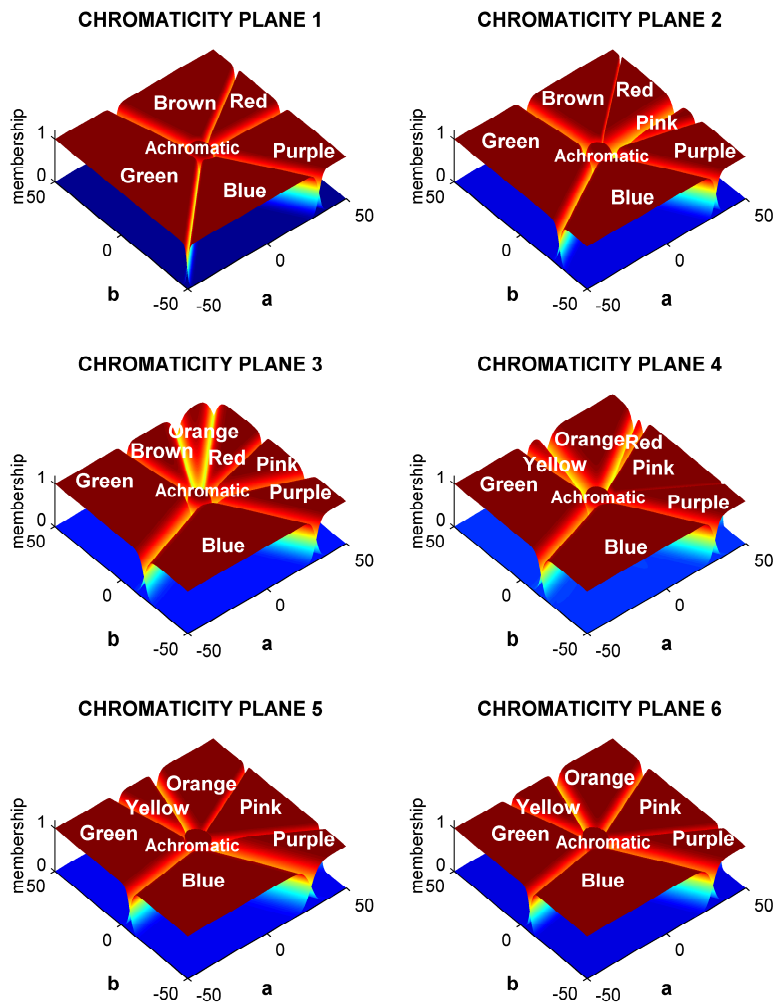 CHROMATICITY PLANE 1
Brown
Red
Achromatic
Purple
Green
Blue
membership
1
0
50
0
-50
b
-50
0
50
a
CHROMATICITY PLANE 2
Brown
Red
Pink
Green
Achromatic
Purple
Blue
membership
1
0
50
0
-50
b
-50
0
50
a
CHROMATICITY PLANE 3
Orange
Brown
Red
Pink
Green
Achromatic
Purple
Blue
membership
1
0
50
0
-50
b
-50
0
50
a
CHROMATICITY PLANE 4
Orange
Red
Yellow
Pink
Green
Achromatic
Purple
Blue
membership
1
0
50
0
-50
b
-50
0
50
a
CHROMATICITY PLANE 5
Orange
Yellow
Pink
Green
Achromatic
Purple
Blue
membership
1
0
50
0
-50
b
-50
0
50
a
CHROMATICITY PLANE 6
Orange
Yellow
Pink
Green
Achromatic
Purple
Blue
membership
1
0
50
0
-50
b
-50
0
50
a